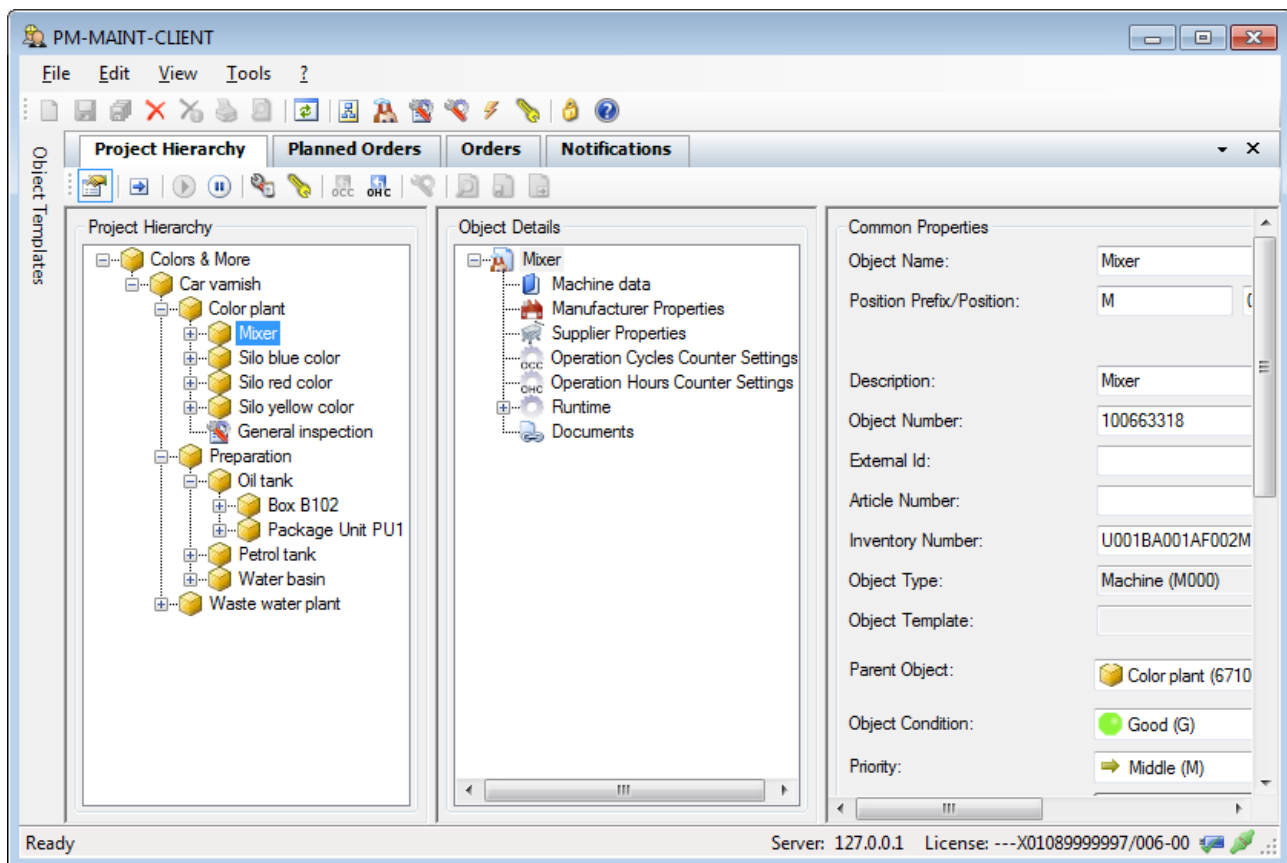 PM-MAINT-CLIENT
File Edit View Tools ?
Object Templates
Project Hierarchy Planned Orders Orders Notifications
OCC OHC
Project Hierarchy
Colors & More
Car varnish
Color plant
Mixer
Silo blue color
Silo red color
Silo yellow color
General inspection
Preparation
Oil tank
Box B102
Package Unit PU1
Petrol tank
Water basin
Waste water plant
Object Details
Mixer
Machine data
Manufacturer Properties
Supplier Properties
OCC Operation Cycles Counter Settings
OHC Operation Hours Counter Settings
Runtime
Documents
Common Properties
Object Name: Mixer
Position Prefix/Position: M
Description: Mixer
Object Number: 100663318
External Id:
Article Number:
Inventory Number: U001BA001AF002M
Object Type: Machine (M000)
Object Template:
Parent Object: Color plant (6710
Object Condition: Good (G)
Priority: Middle (M)
Ready Server: 127.0.0.1 License: ---X01089999997/006-00